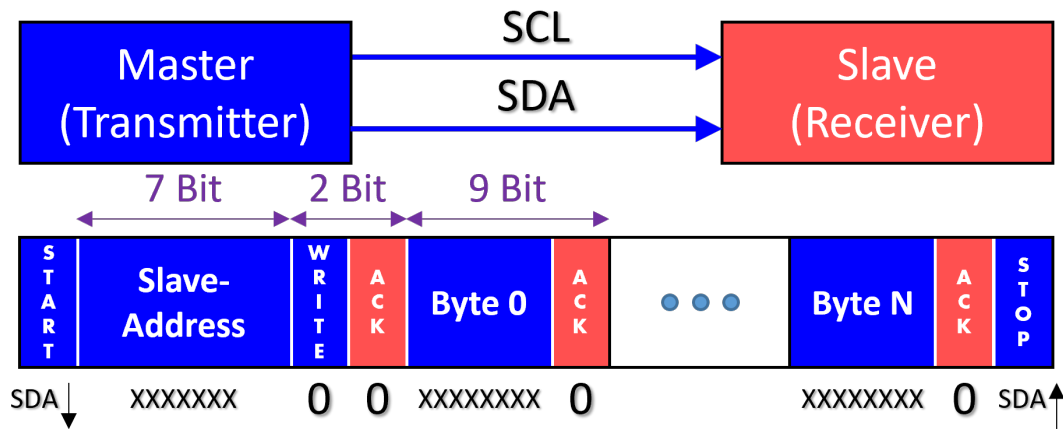 Master
(Transmitter)
SCL
SDA
Slave
(Receiver)
7 Bit
2 Bit
9 Bit
START
Slave-
Address
WRITE
ACK
Byte 0
ACK
Byte N
ACK
STOP
SDA
XXXXXXX
0
0
XXXXXXXX
0
XXXXXXXX
0
SDA